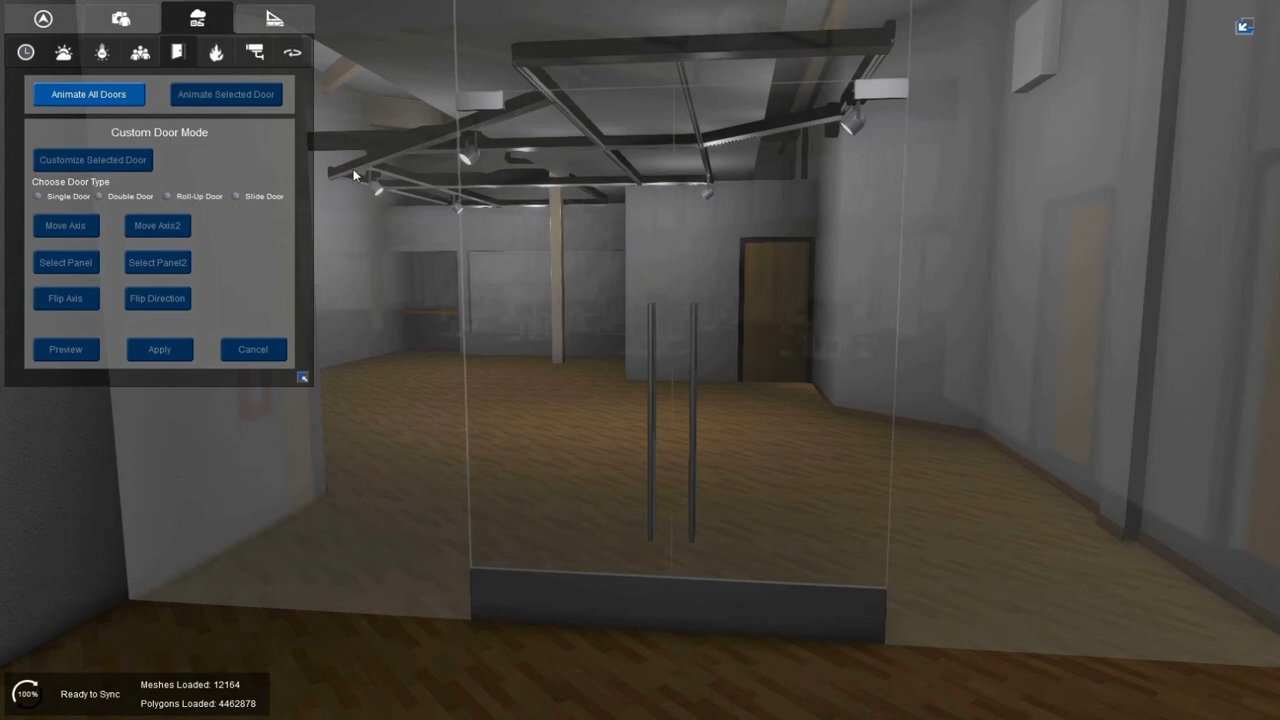 Animate All Doors Animate Selected Door
Custom Door Mode
Customize Selected Door
Choose Door Type
Single Door Double Door Roll-Up Door Slide Door
Move Axis Move Axis2
Select Panel Select Panel2
Flip Axis Flip Direction
Preview Apply Cancel
100% Ready to Sync
Meshes Loaded: 12164
Polygons Loaded: 4462878